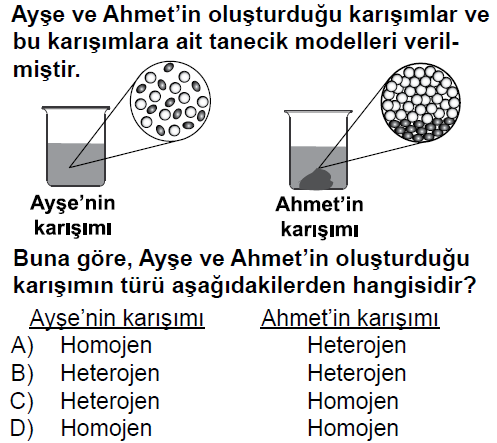 Ayşe ve Ahmet'in oluşturduğu karışımlar ve
bu karışımlara ait tanecik modelleri veril-
miştir.
Ayşe'nin karışımı
Ahmet'in karışımı
Buna göre, Ayşe ve Ahmet'in oluşturduğu
karışımın türü aşağıdakilerden hangisidir?
Ayşe'nin karışımı Ahmet'in karışımı
A) Homojen Heterojen
B) Heterojen Heterojen
C) Heterojen Homojen
D) Homojen Homojen